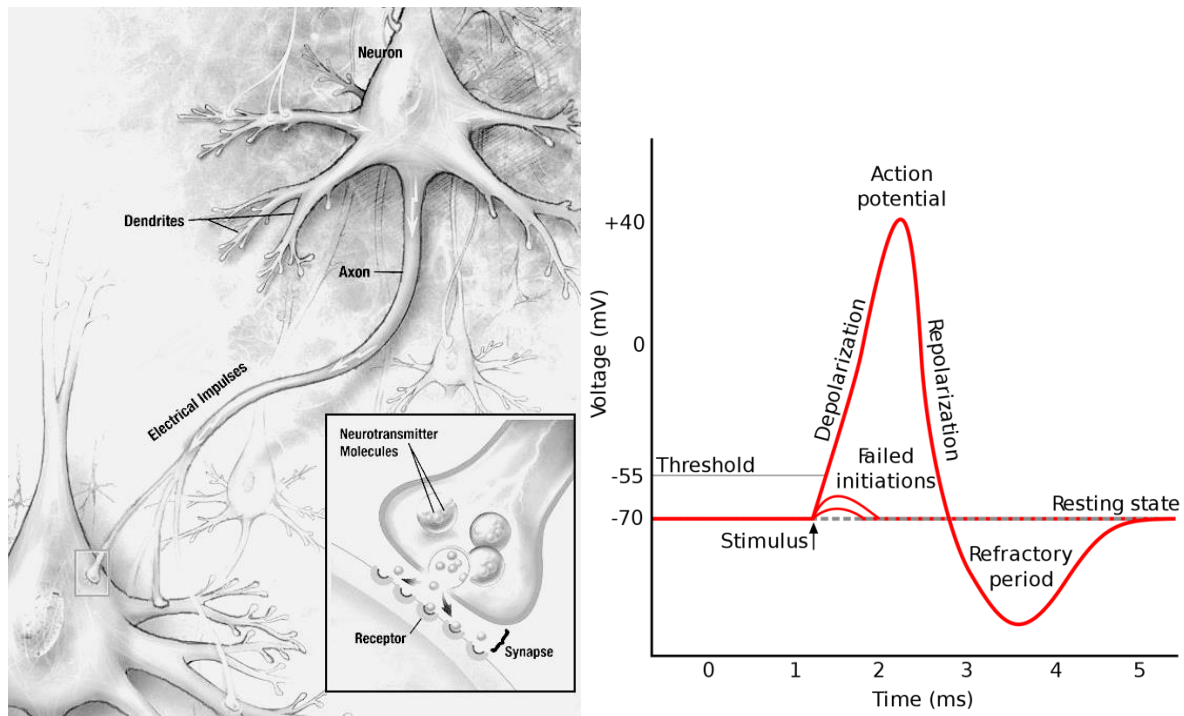 Neuron
Dendrites
Axon
Electrical Impulses
Neurotransmitter
Molecules
Receptor
Synapse
Action
potential
+40
Voltage (mV)
0
Depolarization
Repolarization
Failed
initiations
Threshold
-55
Resting state
-70
Stimulus
Refractory
period
0 1 2 3 4 5
Time (ms)